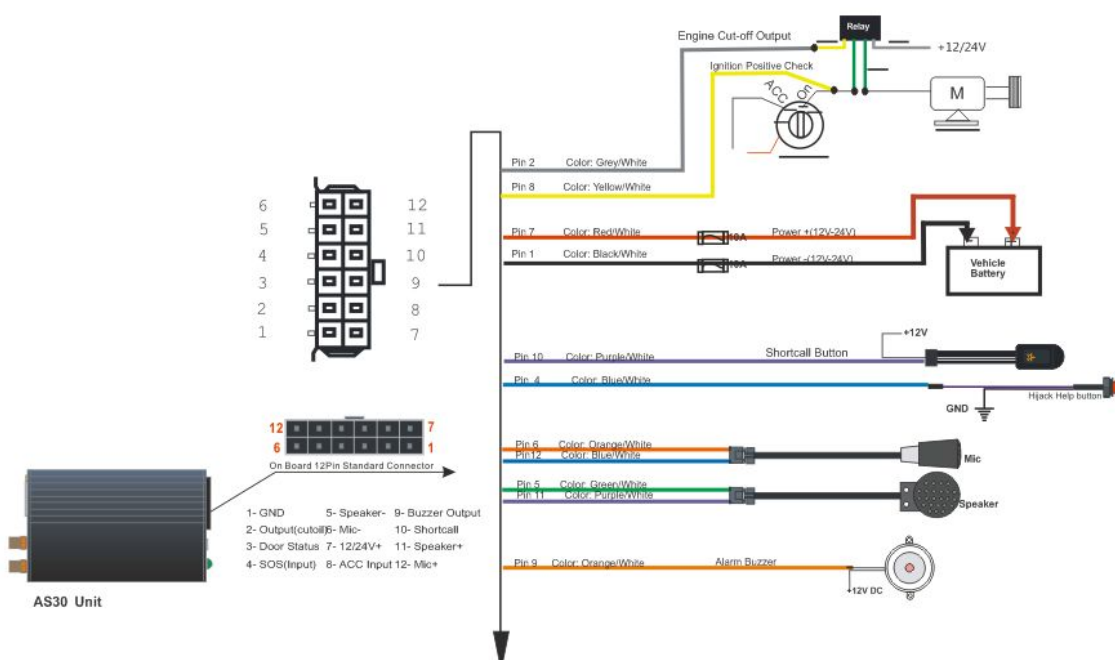 Relay
Engine Cut-off Output
+12/24V
Ignition Positive Check
ACC
On
M
Pin 2 Color: Grey/White
Pin 8 Color: Yellow/White
6 12
5 11
4 10
3 9
2 8
1 7
Pin 7 Color: Red/White 10A Power +(12V-24V)
Pin 1 Color: Black/White 10A Power -(12V-24V)
Vehicle
Battery
+12V
Pin 10 Color: Purple/White Shortcall Button
Pin 4 Color: Blue/White
Hijack Help button
GND
12 7
6 1
On Board 12Pin Standard Connector
Pin 6 Color: Orange/White
Pin12 Color: Blue/White
Mic
Pin 5 Color: Green/White
Pin 11 Color: Purple/White
Speaker
1- GND 5- Speaker- 9- Buzzer Output
2- Output(cutoil) 6- Mic- 10- Shortcall
3- Door Status 7- 12/24V+ 11- Speaker+
4- SOS(Input) 8- ACC Input 12- Mic+
Pin 9 Color: Orange/White Alarm Buzzer
+12V DC
AS30 Unit